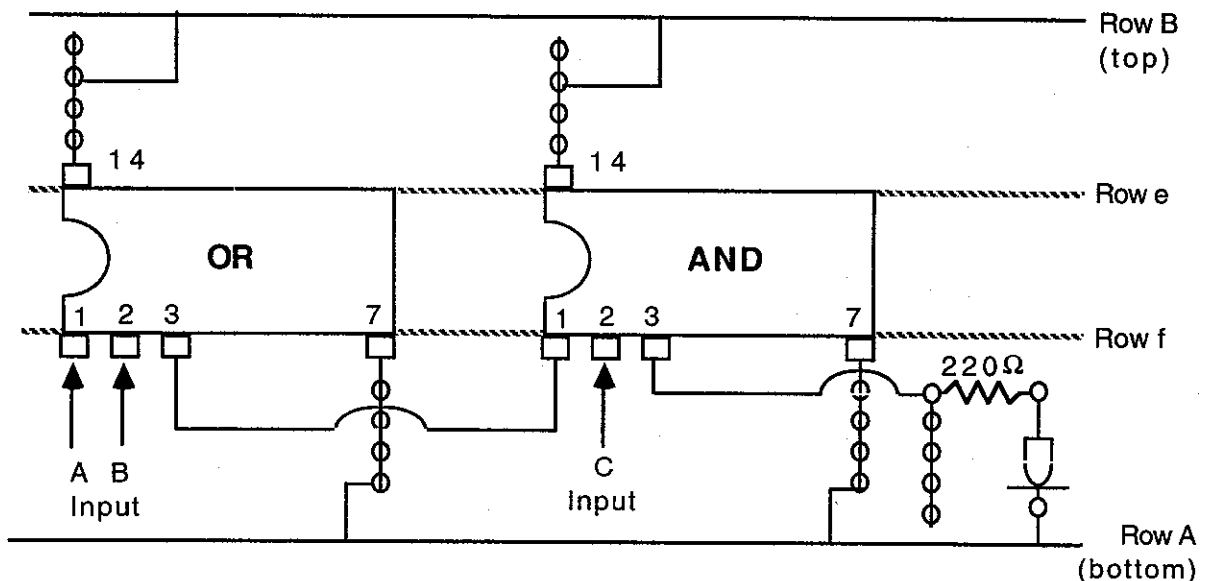 Row B
(top)
14
14
Row e
OR
AND
1 2 3 7
1 2 3 7
Row f
220Ω
A B
Input
C
Input
Row A
(bottom)